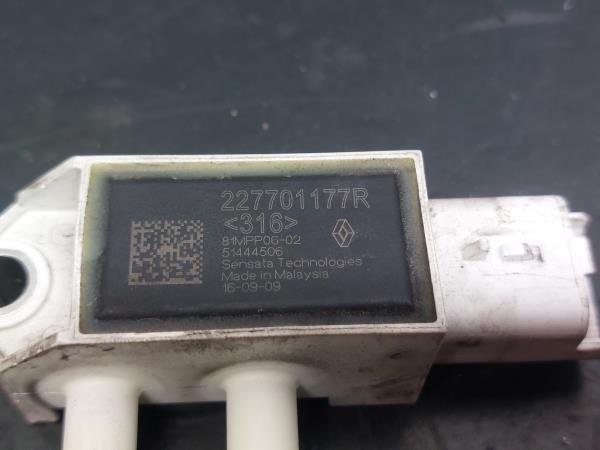 227701177R
<316>
81MPP06-02
51444506
Sensata Technologies
Made in Malaysia
16-09-09